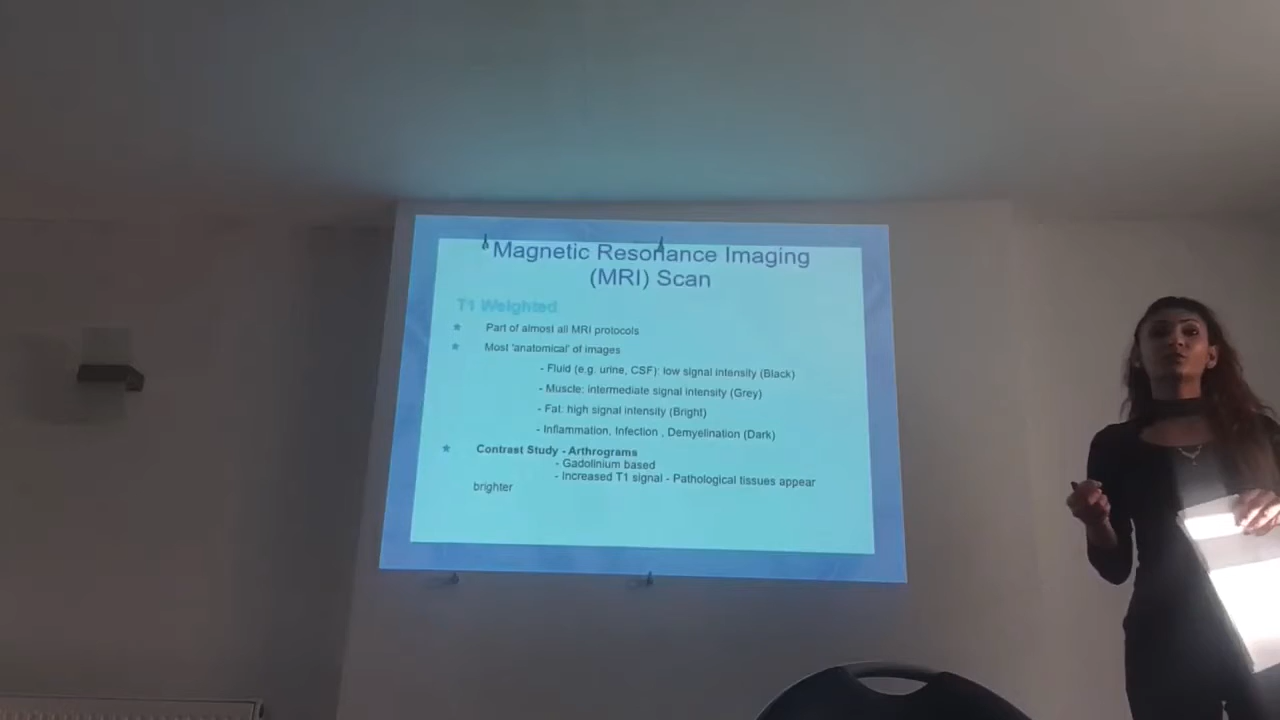 Magnetic Resonance Imaging
(MRI) Scan
T1 Weighted
Part of almost all MRI protocols
Most 'anatomical' of images
- Fluid (e.g. urine, CSF): low signal intensity (Black)
- Muscle: intermediate signal intensity (Grey)
- Fat: high signal intensity (Bright)
- Inflammation, Infection , Demyelination (Dark)
Contrast Study - Arthrograms
- Gadolinium based
- Increased T1 signal - Pathological tissues appear
brighter